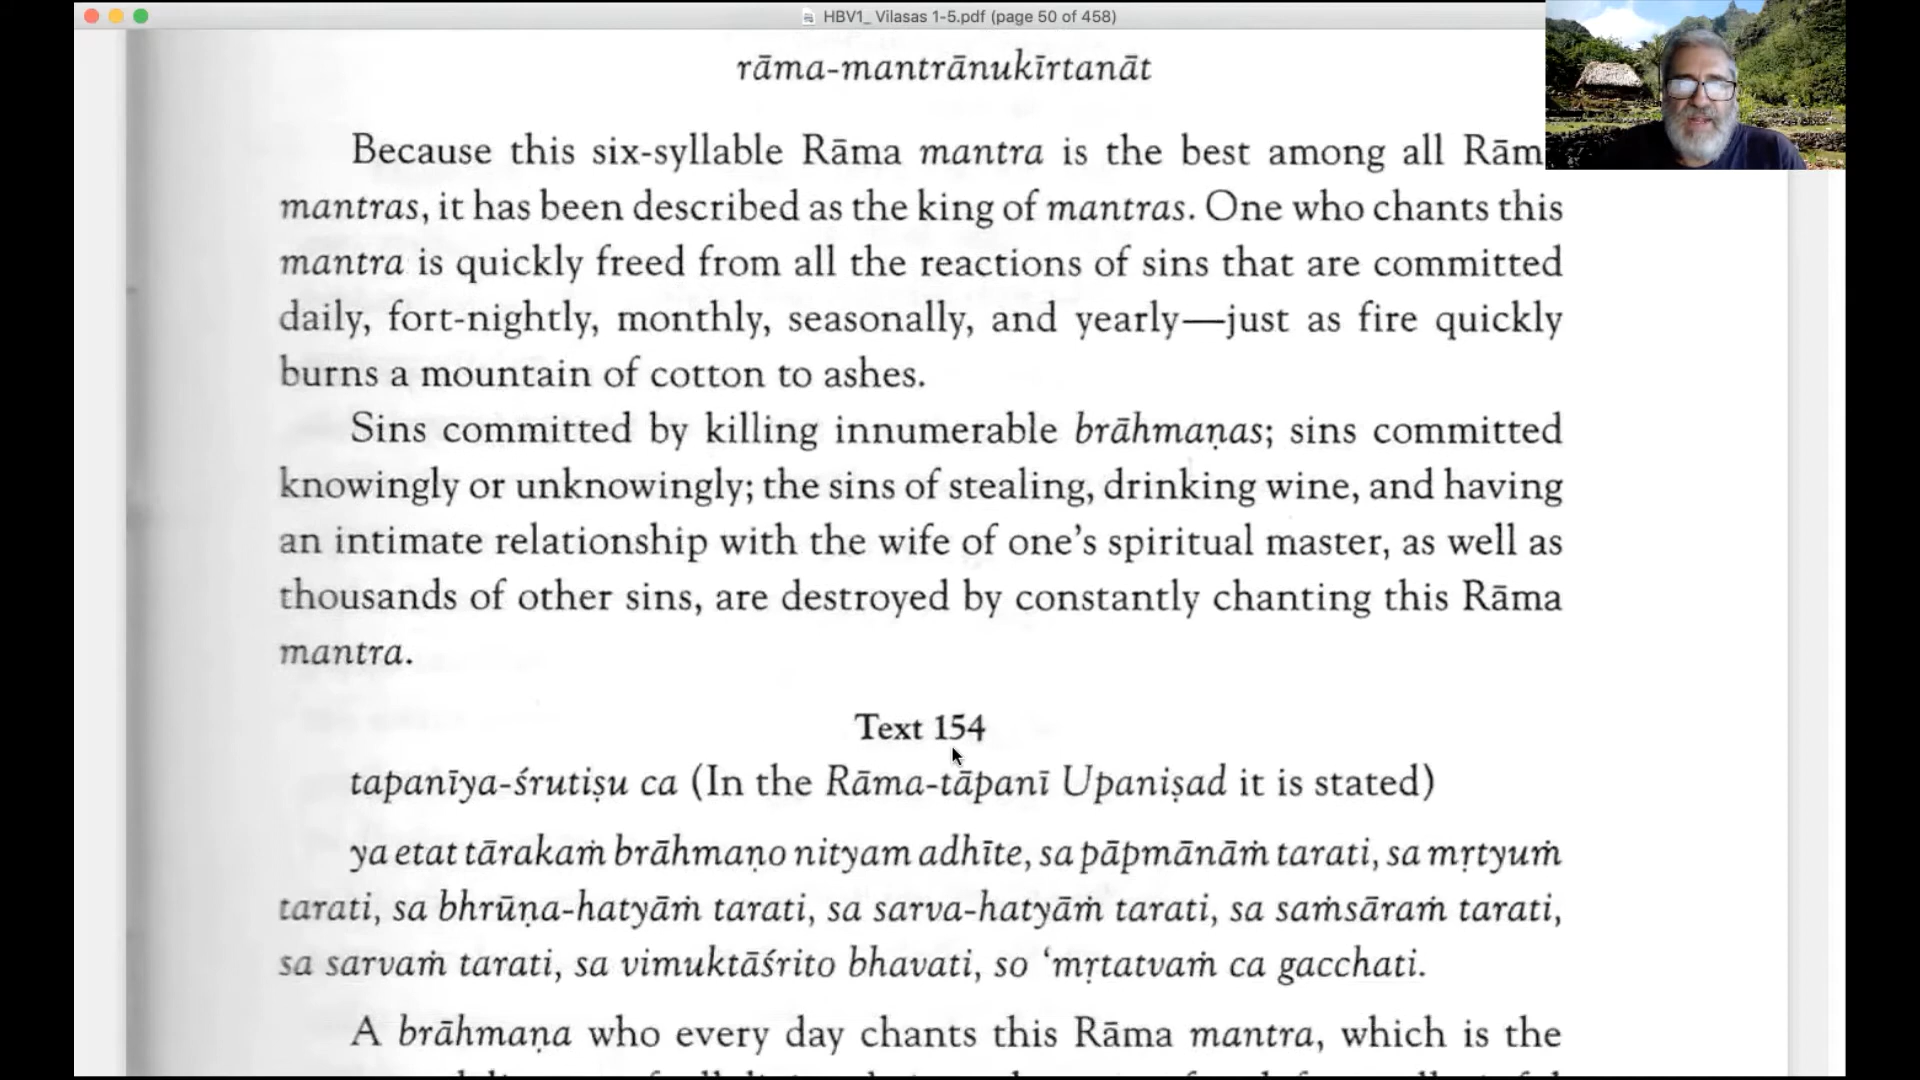 HBV1_ Vilasas 1-5.pdf (page 50 of 458)
rāma-mantrānukīrtanāt
Because this six-syllable Rāma mantra is the best among all Rām
mantras, it has been described as the king of mantras. One who chants this
mantra is quickly freed from all the reactions of sins that are committed
daily, fort-nightly, monthly, seasonally, and yearly—just as fire quickly
burns a mountain of cotton to ashes.
Sins committed by killing innumerable brāhmaṇas; sins committed
knowingly or unknowingly; the sins of stealing, drinking wine, and having
an intimate relationship with the wife of one’s spiritual master, as well as
thousands of other sins, are destroyed by constantly chanting this Rāma
mantra.
Text 154
tapanīya-śrutiṣu ca (In the Rāma-tāpanī Upaniṣad it is stated)
ya etat tārakaṁ brāhmaṇo nityam adhīte, sa pāpmānāṁ tarati, sa mṛtyuṁ
tarati, sa bhrūṇa-hatyāṁ tarati, sa sarva-hatyāṁ tarati, sa saṁsāraṁ tarati,
sa sarvaṁ tarati, sa vimuktāśrito bhavati, so ‘mṛtatvaṁ ca gacchati.
A brāhmaṇa who every day chants this Rāma mantra, which is the